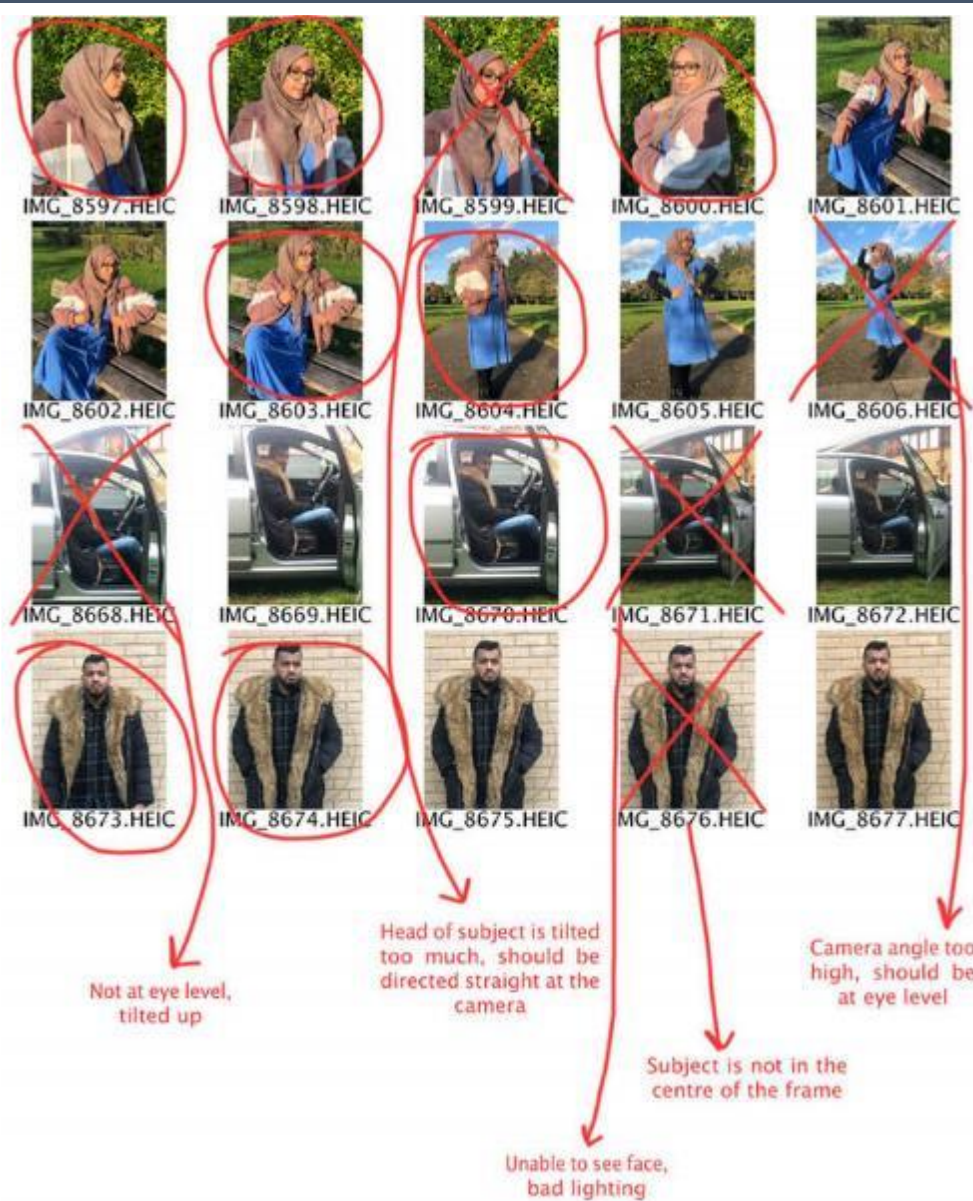 IMG_8597.HEIC
IMG_8598.HEIC
IMG_8599.HEIC
IMG_8600.HEIC
IMG_8601.HEIC
IMG_8602.HEIC
IMG_8603.HEIC
IMG_8604.HEIC
IMG_8605.HEIC
IMG_8606.HEIC
IMG_8668.HEIC
IMG_8669.HEIC
IMG_8670.HEIC
IMG_8671.HEIC
IMG_8672.HEIC
IMG_8673.HEIC
IMG_8674.HEIC
IMG_8675.HEIC
IMG_8676.HEIC
IMG_8677.HEIC
Not at eye level,
tilted up
Head of subject is tilted
too much, should be
directed straight at the
camera
Camera angle too
high, should be
at eye level
Subject is not in the
centre of the frame
Unable to see face,
bad lighting